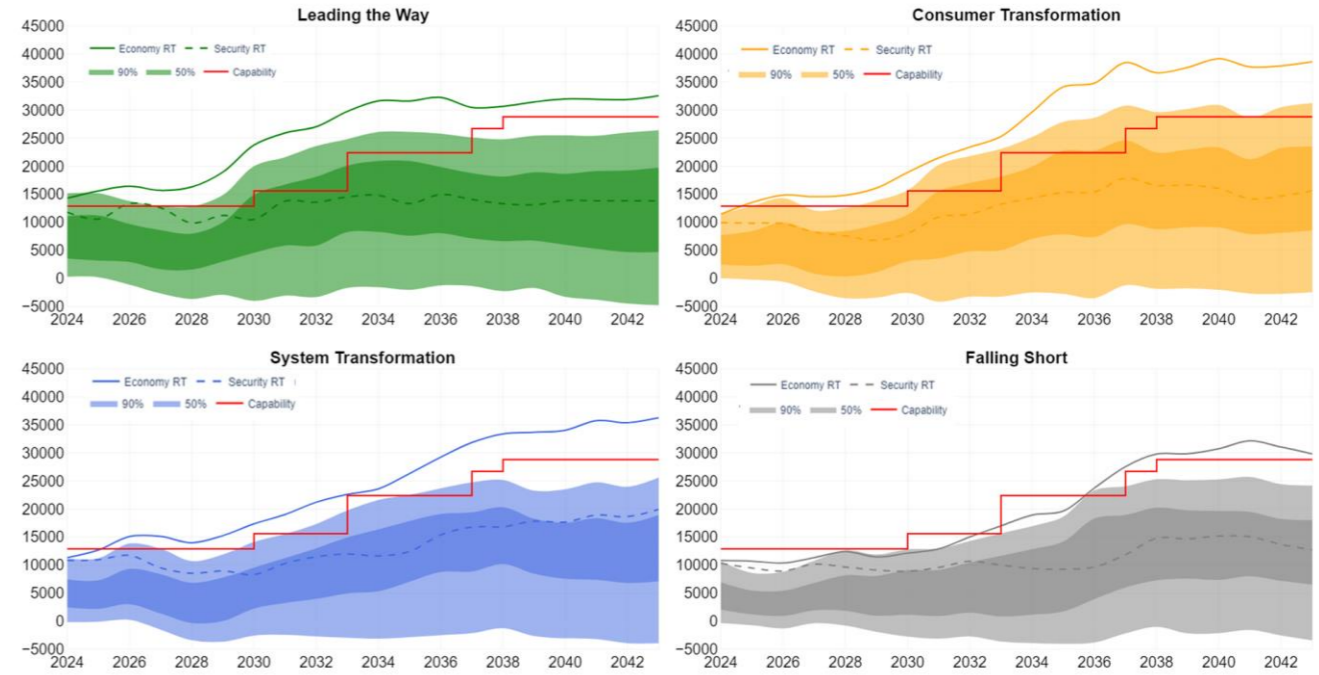 Leading the Way
45000
40000
35000
30000
25000
20000
15000
10000
5000
0
−5000
Economy RT Security RT
90% 50% Capability
2024 2026 2028 2030 2032 2034 2036 2038 2040 2042
Consumer Transformation
45000
40000
35000
30000
25000
20000
15000
10000
5000
0
−5000
Economy RT Security RT
90% 50% Capability
2024 2026 2028 2030 2032 2034 2036 2038 2040 2042
System Transformation
45000
40000
35000
30000
25000
20000
15000
10000
5000
0
−5000
Economy RT Security RT
90% 50% Capability
2024 2026 2028 2030 2032 2034 2036 2038 2040 2042
Falling Short
45000
40000
35000
30000
25000
20000
15000
10000
5000
0
−5000
Economy RT Security RT
90% 50% Capability
2024 2026 2028 2030 2032 2034 2036 2038 2040 2042